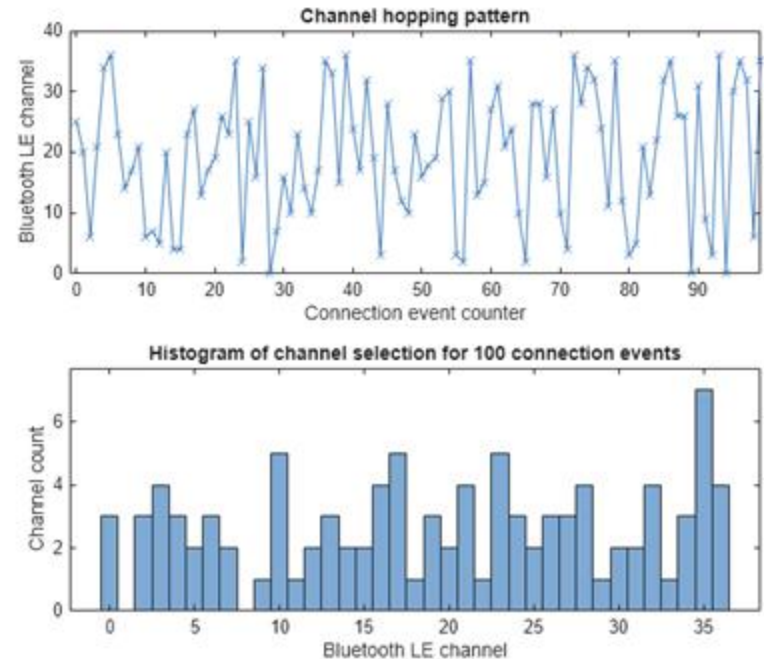 Channel hopping pattern
40
30
20
10
0
Bluetooth LE channel
0 10 20 30 40 50 60 70 80 90
Connection event counter
Histogram of channel selection for 100 connection events
6
4
2
0
Channel count
0 5 10 15 20 25 30 35
Bluetooth LE channel